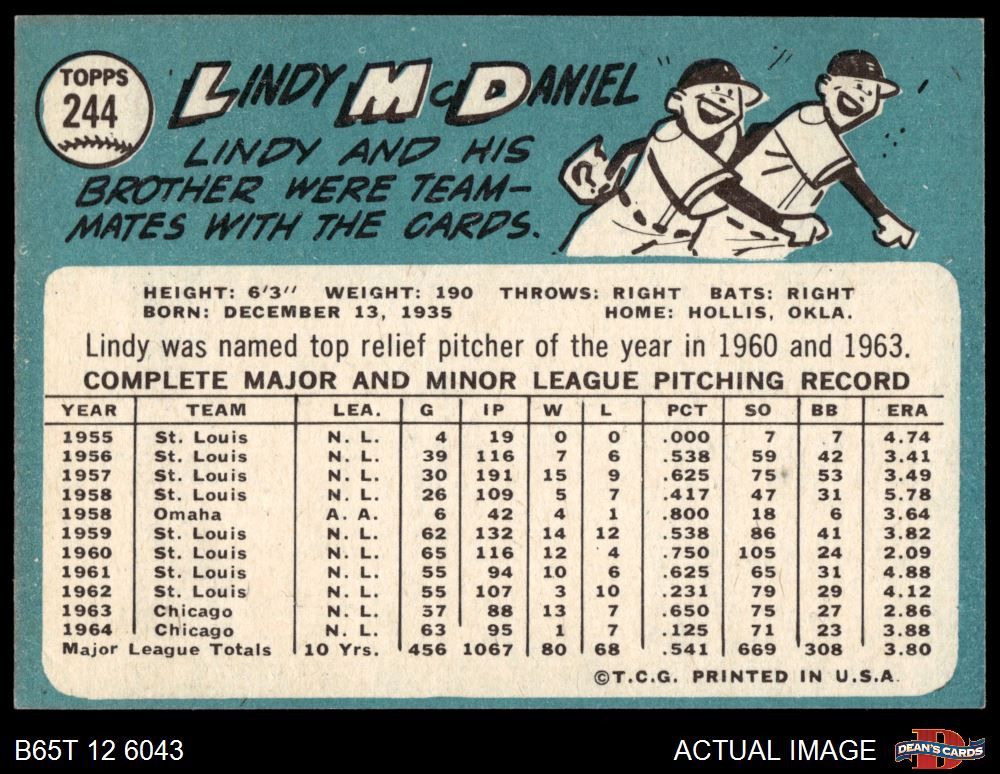 TOPPS
244
LINDY McDANIEL
LINDY AND HIS
BROTHER WERE TEAM-
MATES WITH THE CARDS.
HEIGHT: 6'3" WEIGHT: 190 THROWS: RIGHT BATS: RIGHT
BORN: DECEMBER 13, 1935 HOME: HOLLIS, OKLA.
Lindy was named top relief pitcher of the year in 1960 and 1963.
COMPLETE MAJOR AND MINOR LEAGUE PITCHING RECORD
YEAR TEAM LEA. G IP W L PCT SO BB ERA
1955 St. Louis N. L. 4 19 0 0 .000 7 7 4.74
1956 St. Louis N. L. 39 116 7 6 .538 59 42 3.41
1957 St. Louis N. L. 30 191 15 9 .625 75 53 3.49
1958 St. Louis N. L. 26 109 5 7 .417 47 31 5.78
1958 Omaha A. A. 6 42 4 1 .800 18 6 3.64
1959 St. Louis N. L. 62 132 14 12 .538 86 41 3.82
1960 St. Louis N. L. 65 116 12 4 .750 105 24 2.09
1961 St. Louis N. L. 55 94 10 6 .625 65 31 4.88
1962 St. Louis N. L. 55 107 3 10 .231 79 29 4.12
1963 Chicago N. L. 57 88 13 7 .650 75 27 2.86
1964 Chicago N. L. 63 95 1 7 .125 71 23 3.88
Major League Totals 10 Yrs. 456 1067 80 68 .541 669 308 3.80
©T.C.G. PRINTED IN U.S.A.
B65T 12 6043 ACTUAL IMAGE
DEAN'S CARDS